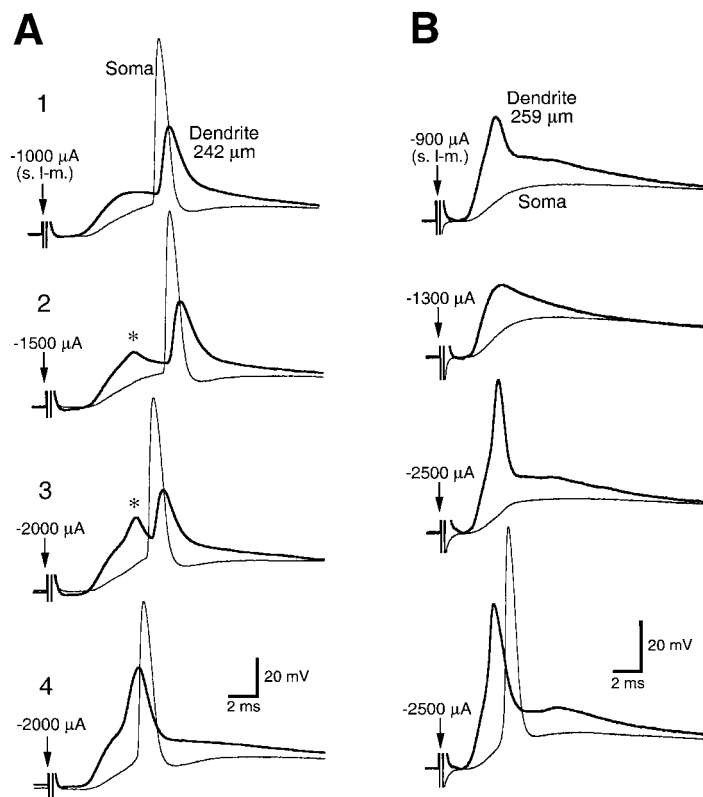 A
B
1
Soma
Dendrite
242 µm
-1000 µA
(s. l-m.)
2
*
-1500 µA
3
*
-2000 µA
4
-2000 µA
20 mV
2 ms
Dendrite
259 µm
-900 µA
(s. l-m.)
Soma
-1300 µA
-2500 µA
20 mV
2 ms
-2500 µA